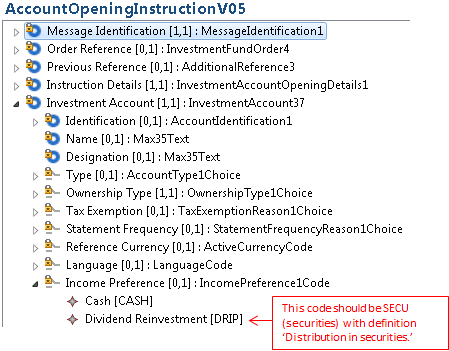 AccountOpeningInstructionV05
Message Identification [1,1] : MessageIdentification1
Order Reference [0,1] : InvestmentFundOrder4
Previous Reference [0,1] : AdditionalReference3
Instruction Details [1,1] : InvestmentAccountOpeningDetails1
Investment Account [1,1] : InvestmentAccount37
Identification [0,1] : AccountIdentification1
Name [0,1] : Max35Text
Designation [0,1] : Max35Text
Type [0,1] : AccountType1Choice
Ownership Type [1,1] : OwnershipType1Choice
Tax Exemption [0,1] : TaxExemptionReason1Choice
Statement Frequency [0,1] : StatementFrequencyReason1Choice
Reference Currency [0,1] : ActiveCurrencyCode
Language [0,1] : LanguageCode
Income Preference [0,1] : IncomePreference1Code
Cash [CASH]
Dividend Reinvestment [DRIP]
This code should be SECU
(securities) with definition
‘Distribution in securities.’